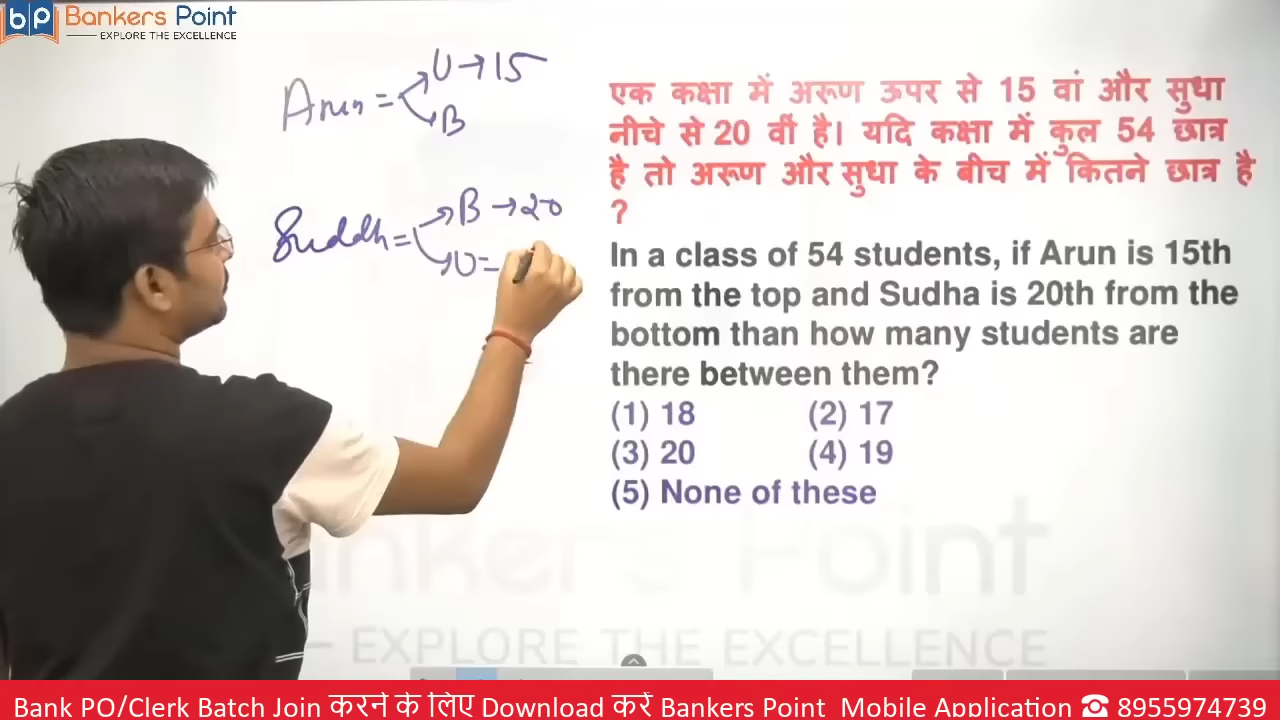 bp Bankers Point
EXPLORE THE EXCELLENCE
Arun = U → 15
B
Suddh = B → 20
U =
एक कक्षा में अरूण ऊपर से 15 वां और सुधा
नीचे से 20 वीं है। यदि कक्षा में कुल 54 छात्र
है तो अरूण और सुधा के बीच में कितने छात्र है
?
In a class of 54 students, if Arun is 15th
from the top and Sudha is 20th from the
bottom than how many students are
there between them?
(1) 18 (2) 17
(3) 20 (4) 19
(5) None of these
nkers Point
– EXPLORE THE EXCELLENCE
Bank PO/Clerk Batch Join करने के लिए Download करें Bankers Point Mobile Application ☎ 8955974739